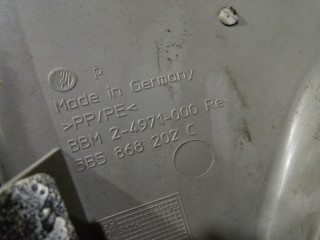 p
Made in Germany
>PP/PE<
BBM 2-4971-000 Re
3B5 868 202 C